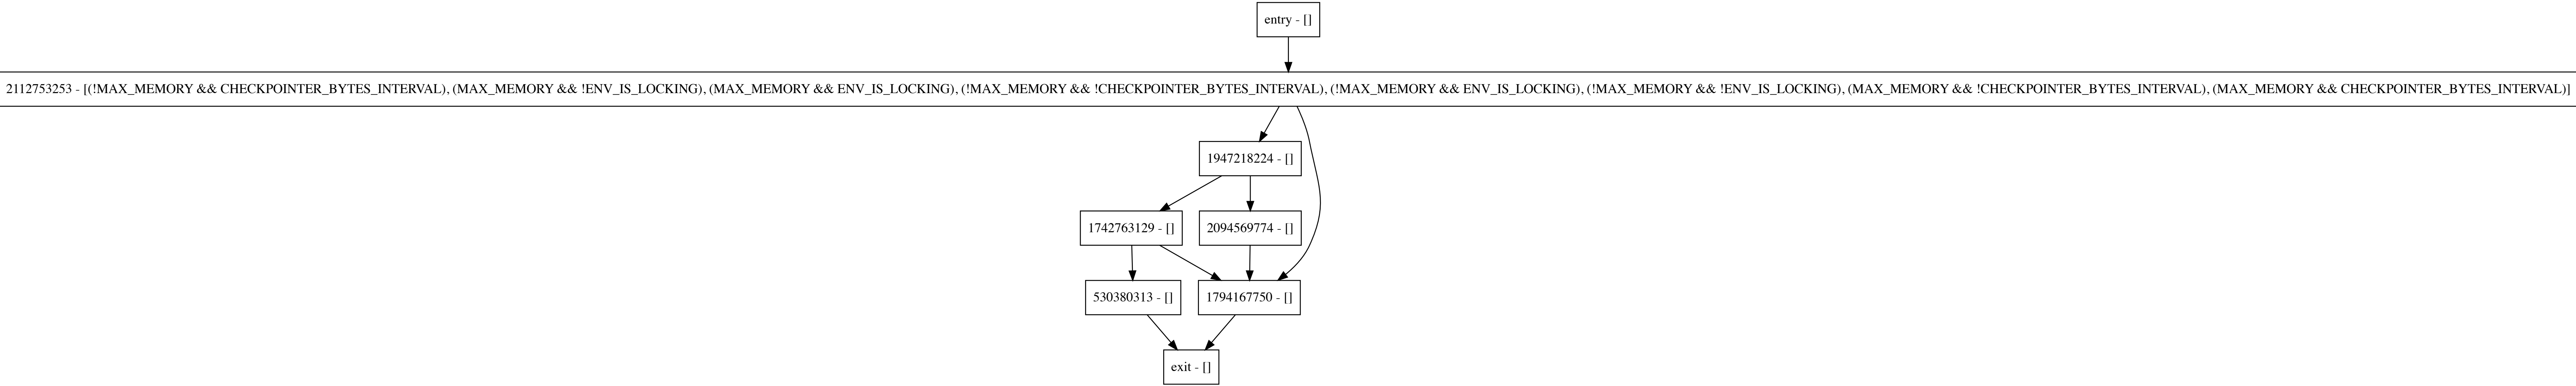 entry - []
2112753253 - [(!MAX_MEMORY && CHECKPOINTER_BYTES_INTERVAL), (MAX_MEMORY && !ENV_IS_LOCKING), (MAX_MEMORY && ENV_IS_LOCKING), (!MAX_MEMORY && !CHECKPOINTER_BYTES_INTERVAL), (!MAX_MEMORY && ENV_IS_LOCKING), (!MAX_MEMORY && !ENV_IS_LOCKING), (MAX_MEMORY && !CHECKPOINTER_BYTES_INTERVAL), (MAX_MEMORY && CHECKPOINTER_BYTES_INTERVAL)]
1947218224 - []
1742763129 - []
2094569774 - []
530380313 - []
1794167750 - []
exit - []